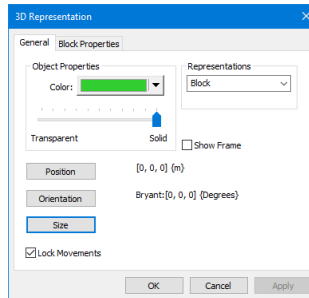 3D Representation
General Block Properties
Object Properties
Color:
Transparent Solid
Representations
Block
Show Frame
Position [0, 0, 0] {m}
Orientation Bryant:[0, 0, 0] {Degrees}
Size
Lock Movements
OK Cancel Apply